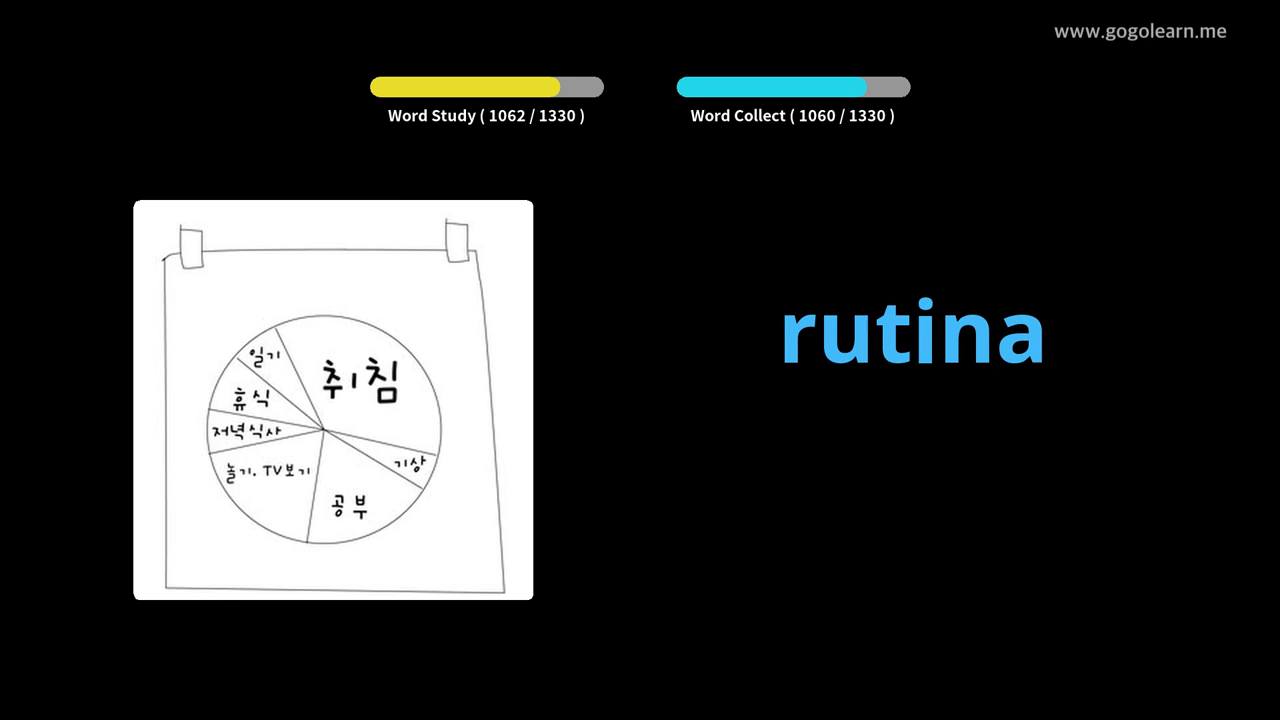 www.gogolearn.me
Word Study ( 1062 / 1330 )
Word Collect ( 1060 / 1330 )
일기
취침
휴식
저녁식사
기상
놀기. TV보기
공부
rutina